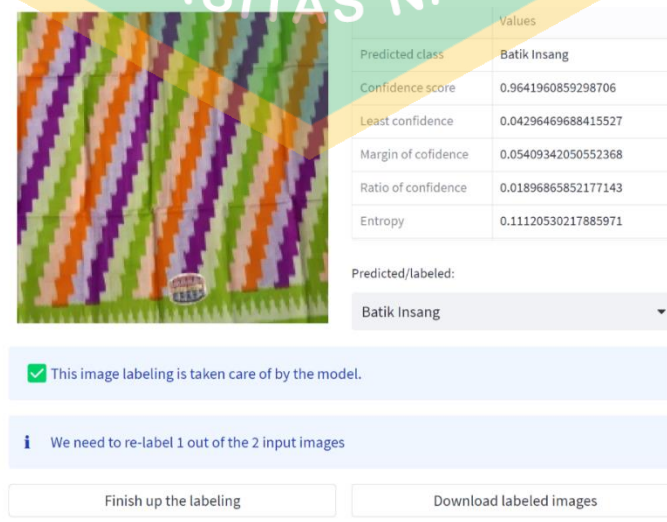 SITAS NA
Values
Predicted class Batik Insang
Confidence score 0.9641960859298706
Least confidence 0.04296469688415527
Margin of cofidence 0.05409342050552368
Ratio of confidence 0.01896865852177143
Entropy 0.11120530217885971
Predicted/labeled:
Batik Insang
This image labeling is taken care of by the model.
We need to re-label 1 out of the 2 input images
Finish up the labeling Download labeled images